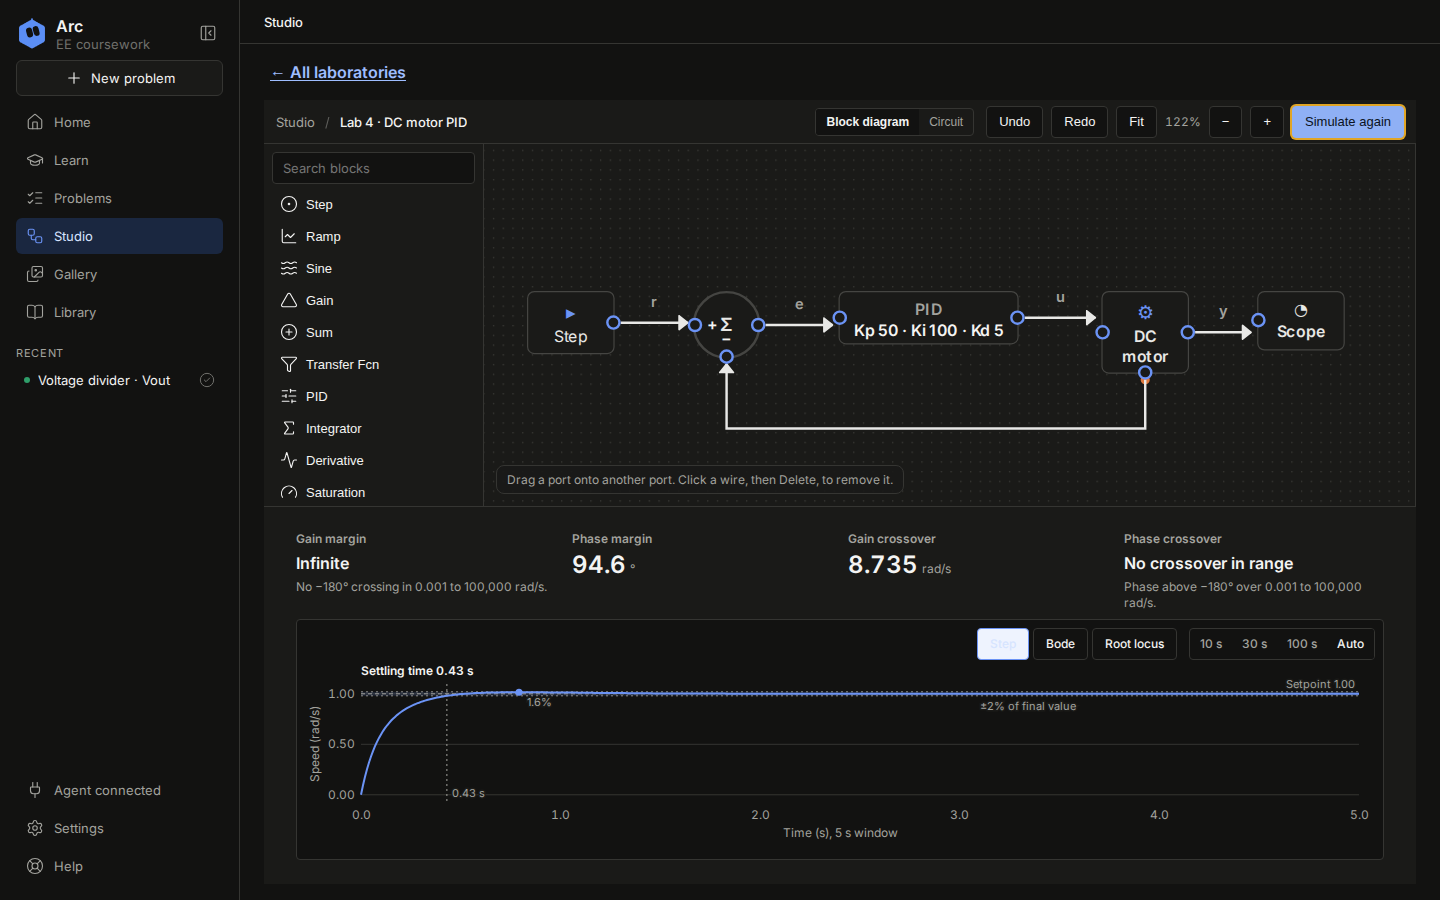 Arc
EE coursework
New problem
Home
Learn
Problems
Studio
Gallery
Library
RECENT
Voltage divider · Vout
Agent connected
Settings
Help
Studio
← All laboratories
Studio / Lab 4 · DC motor PID
Block diagram
Circuit
Undo
Redo
Fit
122%
−
+
Simulate again
Search blocks
Step
Ramp
Sine
Gain
Sum
Transfer Fcn
PID
Integrator
Derivative
Saturation
Step
r
+ Σ
−
e
PID
Kp 50 · Ki 100 · Kd 5
u
DC
motor
y
Scope
Drag a port onto another port. Click a wire, then Delete, to remove it.
Gain margin
Infinite
No −180° crossing in 0.001 to 100,000 rad/s.
Phase margin
94.6 °
Gain crossover
8.735 rad/s
Phase crossover
No crossover in range
Phase above −180° over 0.001 to 100,000
rad/s.
Step
Bode
Root locus
10 s
30 s
100 s
Auto
Settling time 0.43 s
Setpoint 1.00
1.6%
±2% of final value
0.43 s
Speed (rad/s)
1.00
0.50
0.00
0.0
1.0
2.0
3.0
4.0
5.0
Time (s), 5 s window